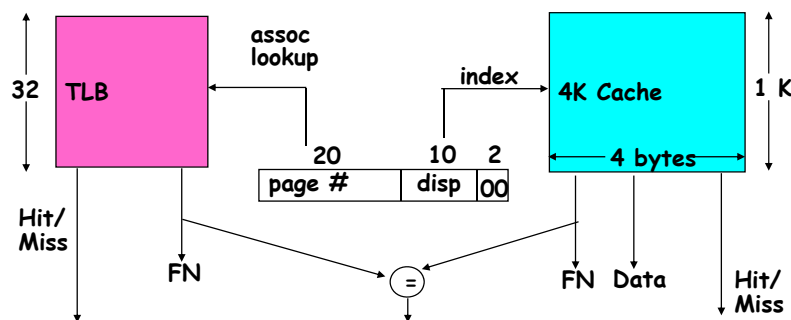 assoc
lookup
32
TLB
index
4K Cache
1 K
20
10
2
4 bytes
page #
disp
00
Hit/
Miss
FN
=
FN
Data
Hit/
Miss